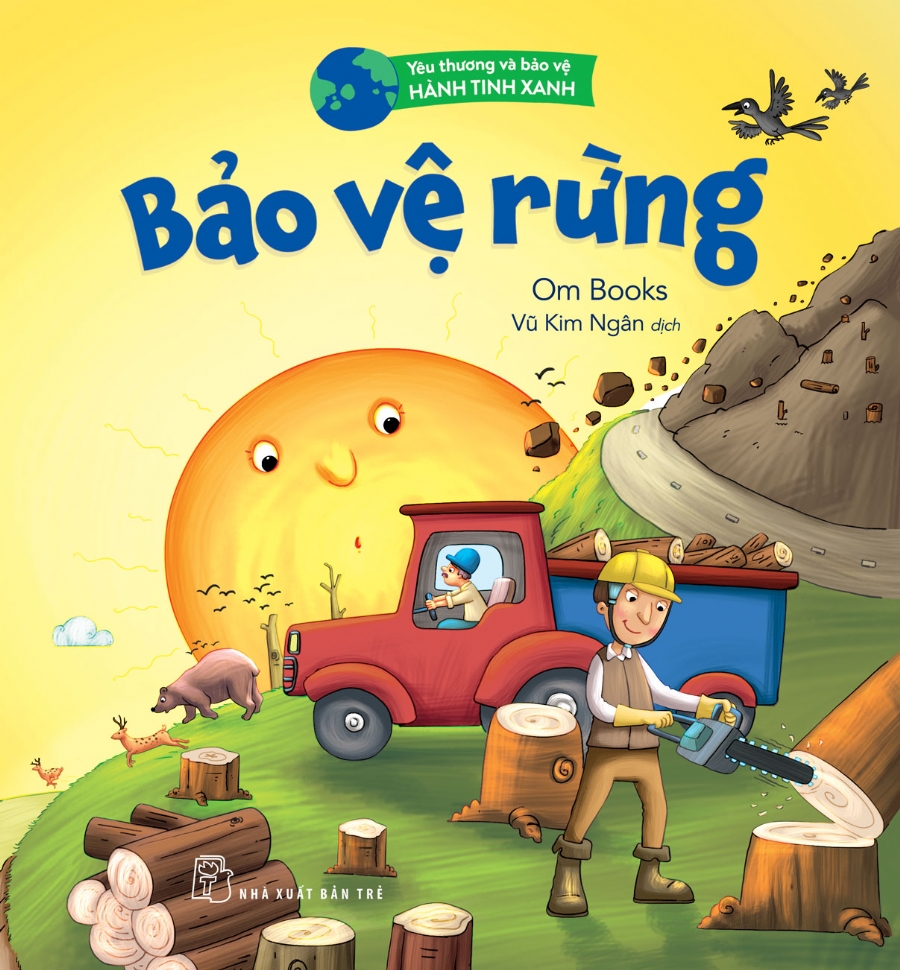 Yêu thương và bảo vệ
HÀNH TINH XANH
Bảo vệ rừng
Om Books
Vũ Kim Ngân dịch
NHÀ XUẤT BẢN TRẺ